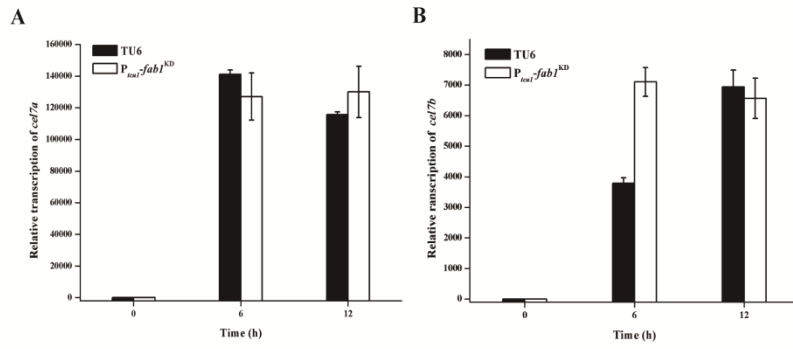 A
Relative transcription of cel7a
160000
140000
120000
100000
80000
60000
40000
20000
0
TU6
Ptcu1-fab1KD
0
6
12
Time (h)
B
Relative transcription of cel7b
8000
7000
6000
5000
4000
3000
2000
1000
0
TU6
Ptcu1-fab1KD
0
6
12
Time (h)